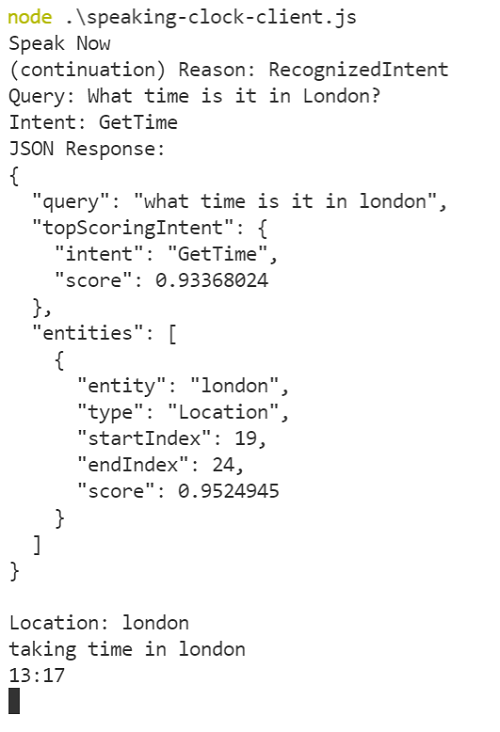 node .\speaking-clock-client.js
Speak Now
(continuation) Reason: RecognizedIntent
Query: What time is it in London?
Intent: GetTime
JSON Response:
{
  "query": "what time is it in london",
  "topScoringIntent": {
    "intent": "GetTime",
    "score": 0.93368024
  },
  "entities": [
    {
      "entity": "london",
      "type": "Location",
      "startIndex": 19,
      "endIndex": 24,
      "score": 0.9524945
    }
  ]
}

Location: london
taking time in london
13:17